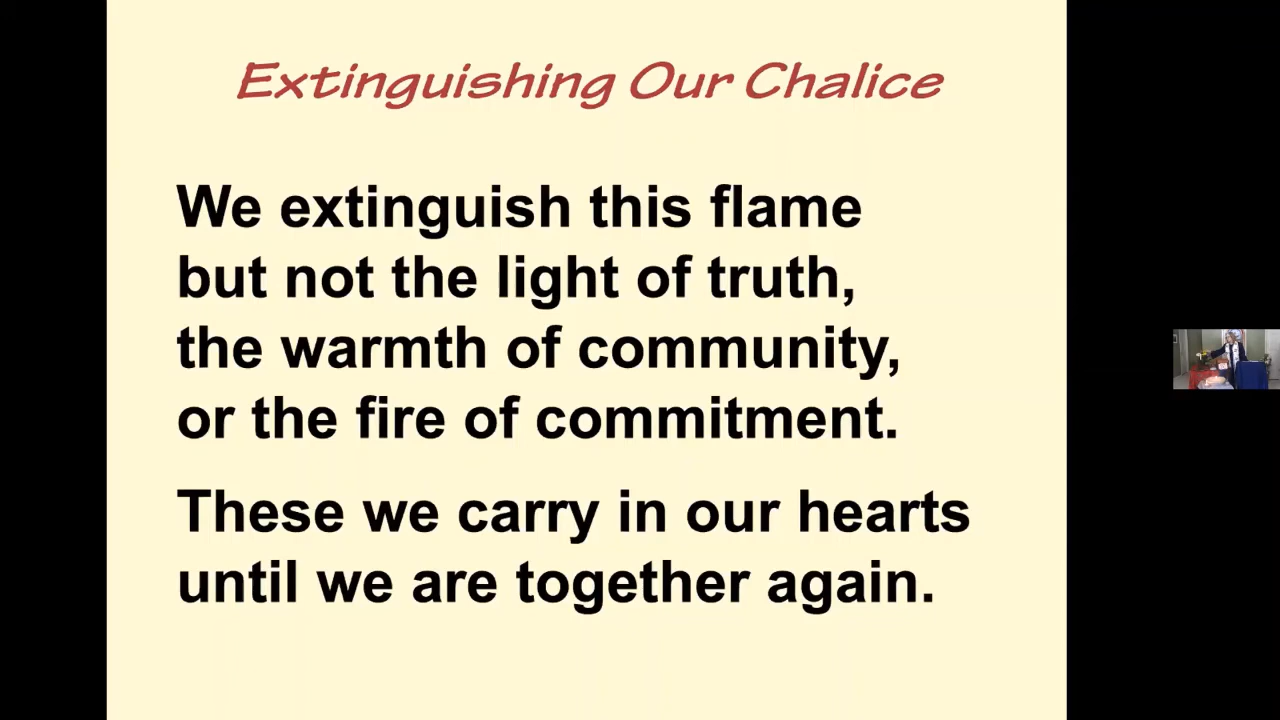 Extinguishing Our Chalice
We extinguish this flame
but not the light of truth,
the warmth of community,
or the fire of commitment.
These we carry in our hearts
until we are together again.